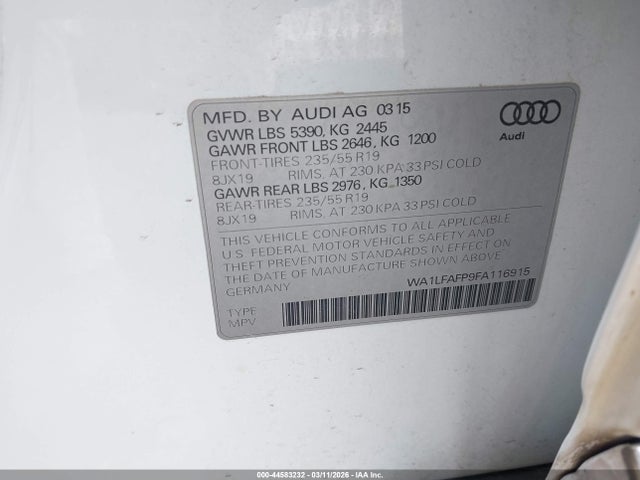 MFD. BY AUDI AG 03 15
GVWR LBS 5390, KG 2445
GAWR FRONT LBS 2646, KG 1200
FRONT-TIRES 235/55 R19
8JX19 RIMS, AT 230 KPA 33 PSI COLD
GAWR REAR LBS 2976, KG 1350
REAR-TIRES 235/55 R19
8JX19 RIMS, AT 230 KPA 33 PSI COLD
Audi
THIS VEHICLE CONFORMS TO ALL APPLICABLE
U S. FEDERAL MOTOR VEHICLE SAFETY AND
THEFT PREVENTION STANDARDS IN EFFECT ON
THE DATE OF MANUFACTURE SHOWN ABOVE
GERMANY WA1LFAFP9FA116915
TYPE
MPV
000-44583232 - 03/11/2026 - IAAI.COM